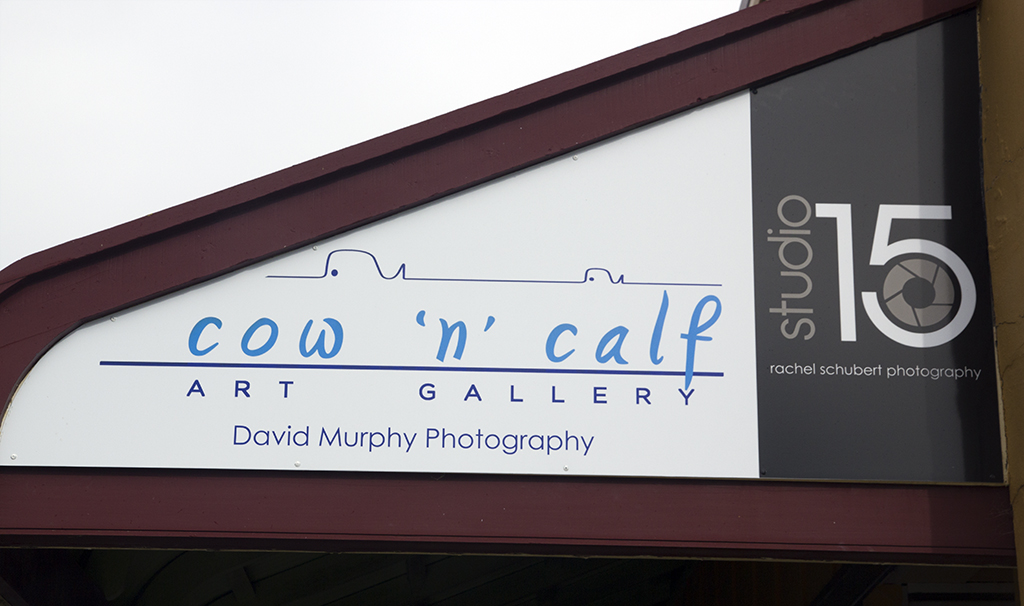 cow 'n' calf
ART GALLERY
David Murphy Photography
studio
15
rachel schubert photography